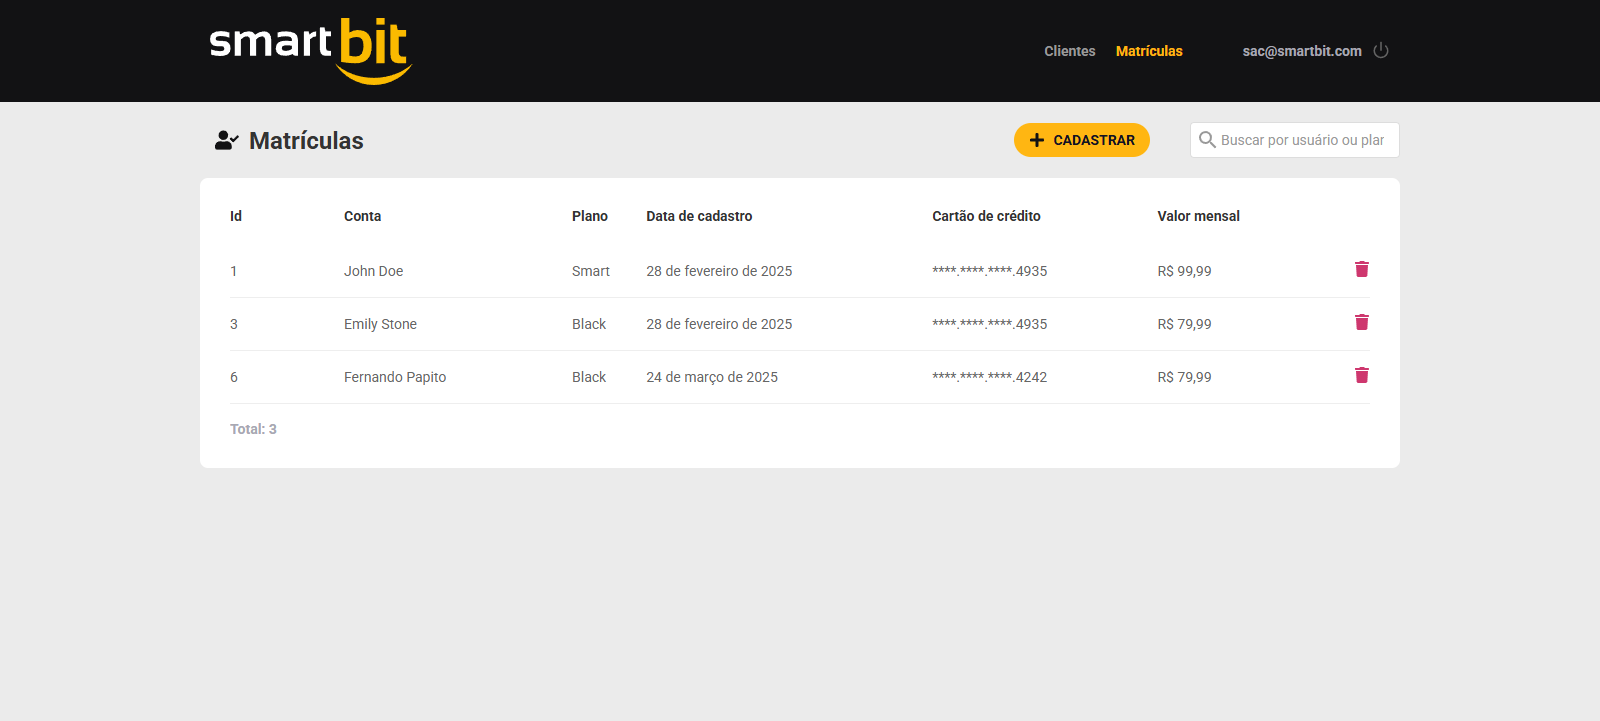 smartbit
Clientes Matrículas sac@smartbit.com
Matrículas CADASTRAR Buscar por usuário ou plar
Id Conta Plano Data de cadastro Cartão de crédito Valor mensal
1 John Doe Smart 28 de fevereiro de 2025 ****.****.****.4935 R$ 99,99
3 Emily Stone Black 28 de fevereiro de 2025 ****.****.****.4935 R$ 79,99
6 Fernando Papito Black 24 de março de 2025 ****.****.****.4242 R$ 79,99
Total: 3